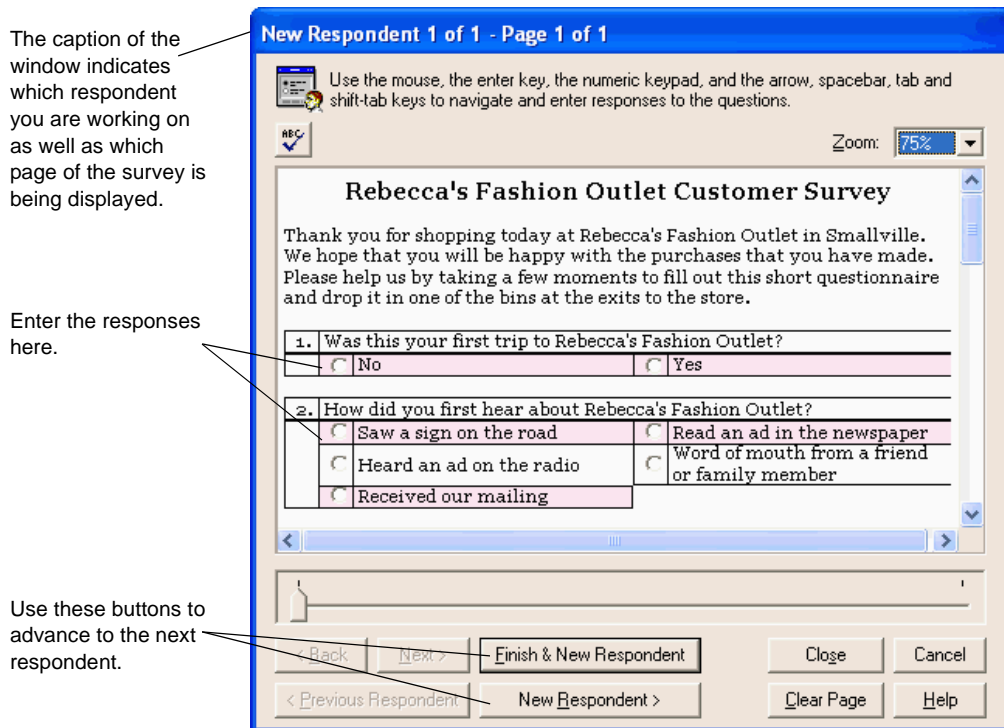 The caption of the
window indicates
which respondent
you are working on
as well as which
page of the survey is
being displayed.
Enter the responses
here.
Use these buttons to
advance to the next
respondent.
New Respondent 1 of 1 - Page 1 of 1
Use the mouse, the enter key, the numeric keypad, and the arrow, spacebar, tab and
shift-tab keys to navigate and enter responses to the questions.
ABC
Zoom: 75%
Rebecca's Fashion Outlet Customer Survey
Thank you for shopping today at Rebecca's Fashion Outlet in Smallville.
We hope that you will be happy with the purchases that you have made.
Please help us by taking a few moments to fill out this short questionnaire
and drop it in one of the bins at the exits to the store.
1. Was this your first trip to Rebecca's Fashion Outlet?
No Yes
2. How did you first hear about Rebecca's Fashion Outlet?
Saw a sign on the road Read an ad in the newspaper
Heard an ad on the radio Word of mouth from a friend
or family member
Received our mailing
< Back Next > Finish & New Respondent Close Cancel
< Previous Respondent New Respondent > Clear Page Help